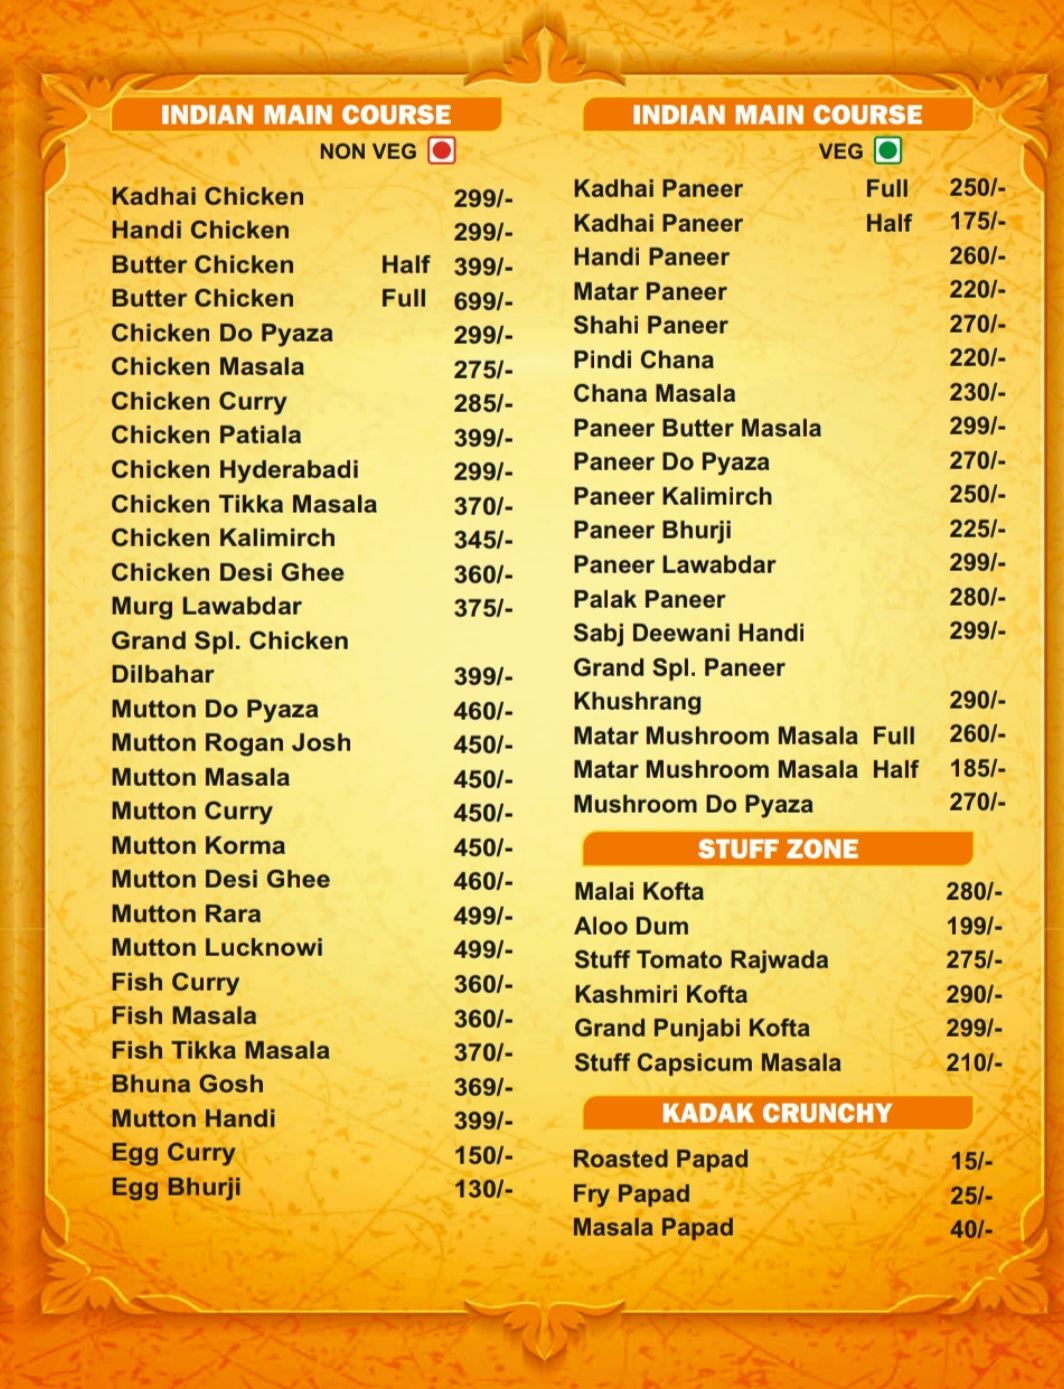 INDIAN MAIN COURSE
NON VEG
Kadhai Chicken 299/-
Handi Chicken 299/-
Butter Chicken Half 399/-
Butter Chicken Full 699/-
Chicken Do Pyaza 299/-
Chicken Masala 275/-
Chicken Curry 285/-
Chicken Patiala 399/-
Chicken Hyderabadi 299/-
Chicken Tikka Masala 370/-
Chicken Kalimirch 345/-
Chicken Desi Ghee 360/-
Murg Lawabdar 375/-
Grand Spl. Chicken
Dilbahar 399/-
Mutton Do Pyaza 460/-
Mutton Rogan Josh 450/-
Mutton Masala 450/-
Mutton Curry 450/-
Mutton Korma 450/-
Mutton Desi Ghee 460/-
Mutton Rara 499/-
Mutton Lucknowi 499/-
Fish Curry 360/-
Fish Masala 360/-
Fish Tikka Masala 370/-
Bhuna Gosh 369/-
Mutton Handi 399/-
Egg Curry 150/-
Egg Bhurji 130/-
INDIAN MAIN COURSE
VEG
Kadhai Paneer Full 250/-
Kadhai Paneer Half 175/-
Handi Paneer 260/-
Matar Paneer 220/-
Shahi Paneer 270/-
Pindi Chana 220/-
Chana Masala 230/-
Paneer Butter Masala 299/-
Paneer Do Pyaza 270/-
Paneer Kalimirch 250/-
Paneer Bhurji 225/-
Paneer Lawabdar 299/-
Palak Paneer 280/-
Sabj Deewani Handi 299/-
Grand Spl. Paneer
Khushrang 290/-
Matar Mushroom Masala Full 260/-
Matar Mushroom Masala Half 185/-
Mushroom Do Pyaza 270/-
STUFF ZONE
Malai Kofta 280/-
Aloo Dum 199/-
Stuff Tomato Rajwada 275/-
Kashmiri Kofta 290/-
Grand Punjabi Kofta 299/-
Stuff Capsicum Masala 210/-
KADAK CRUNCHY
Roasted Papad 15/-
Fry Papad 25/-
Masala Papad 40/-